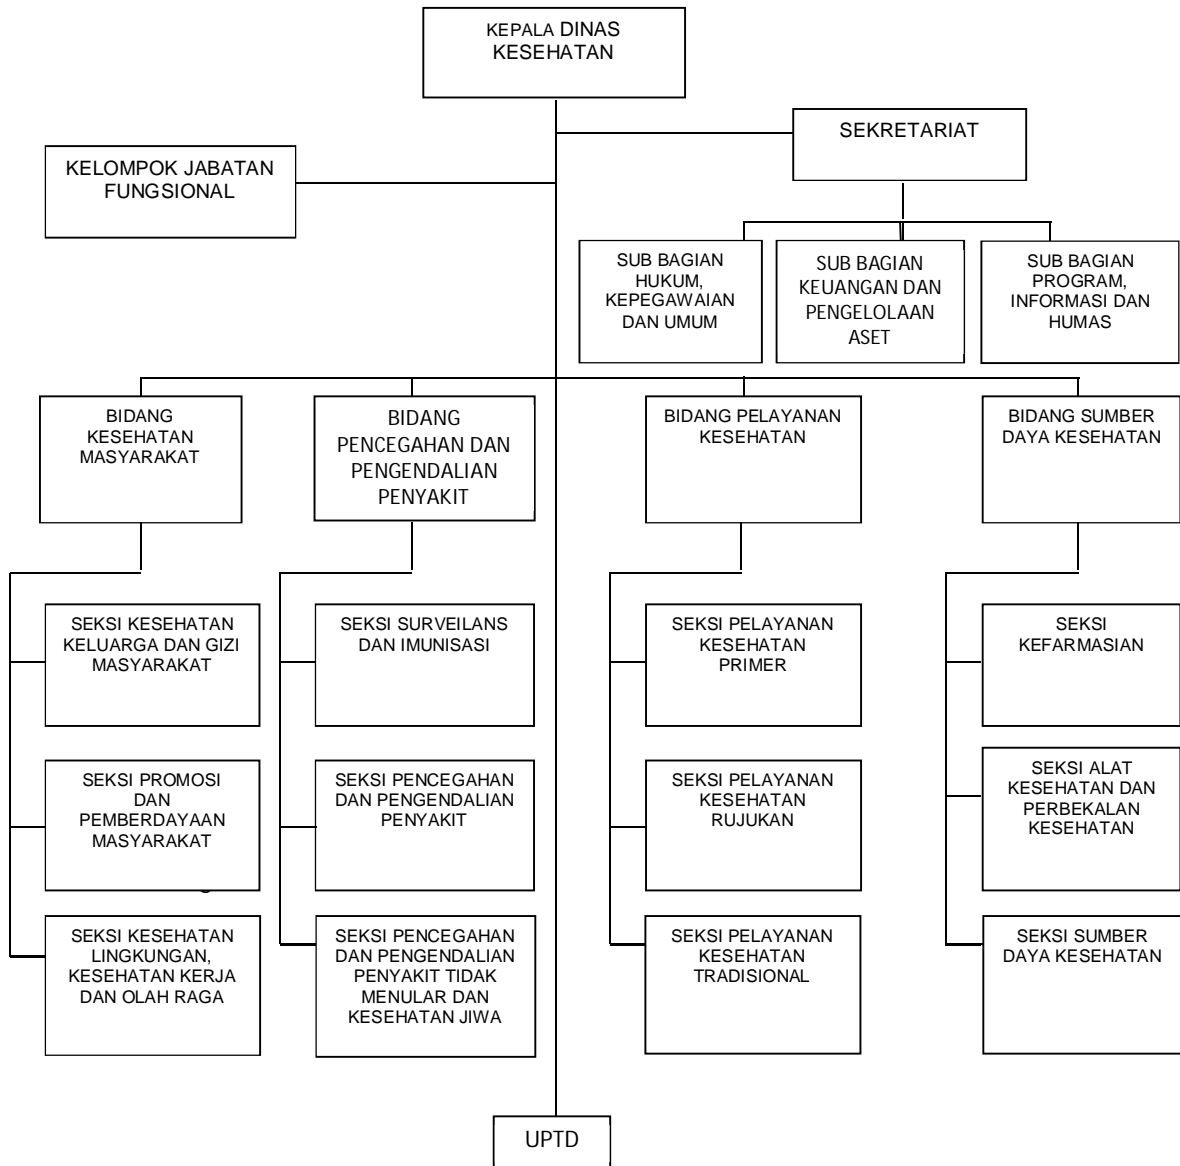 KEPALA DINAS
KESEHATAN
SEKRETARIAT
KELOMPOK JABATAN
FUNGSIONAL
SUB BAGIAN
HUKUM,
KEPEGAWAIAN
DAN UMUM
SUB BAGIAN
KEUANGAN DAN
PENGELOLAAN
ASET
SUB BAGIAN
PROGRAM,
INFORMASI DAN
HUMAS
BIDANG
KESEHATAN
MASYARAKAT
BIDANG
PENCEGAHAN DAN
PENGENDALIAN
PENYAKIT
BIDANG PELAYANAN
KESEHATAN
BIDANG SUMBER
DAYA KESEHATAN
SEKSI KESEHATAN
KELUARGA DAN GIZI
MASYARAKAT
SEKSI SURVEILANS
DAN IMUNISASI
SEKSI PELAYANAN
KESEHATAN
PRIMER
SEKSI
KEFARMASIAN
SEKSI PROMOSI
DAN
PEMBERDAYAAN
MASYARAKAT
SEKSI PENCEGAHAN
DAN PENGENDALIAN
PENYAKIT
SEKSI PELAYANAN
KESEHATAN
RUJUKAN
SEKSI ALAT
KESEHATAN DAN
PERBEKALAN
KESEHATAN
SEKSI KESEHATAN
LINGKUNGAN,
KESEHATAN KERJA
DAN OLAH RAGA
SEKSI PENCEGAHAN
DAN PENGENDALIAN
PENYAKIT TIDAK
MENULAR DAN
KESEHATAN JIWA
SEKSI PELAYANAN
KESEHATAN
TRADISIONAL
SEKSI SUMBER
DAYA KESEHATAN
UPTD